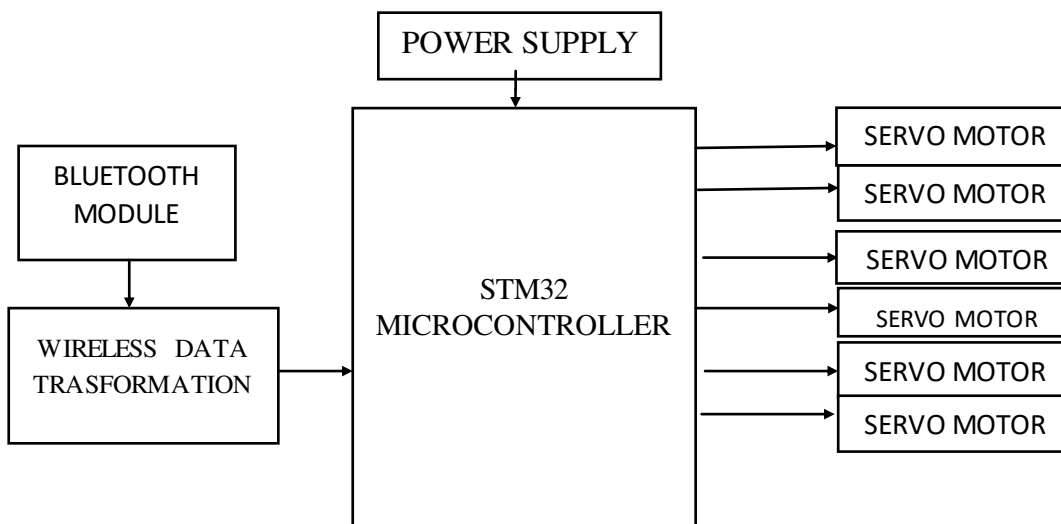 POWER SUPPLY
BLUETOOTH
MODULE
WIRELESS DATA
TRASFORMATION
STM32
MICROCONTROLLER
SERVO MOTOR
SERVO MOTOR
SERVO MOTOR
SERVO MOTOR
SERVO MOTOR
SERVO MOTOR